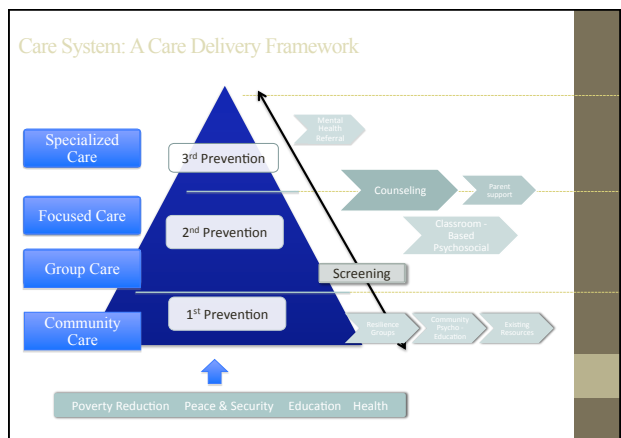 Care System: A Care Delivery Framework
Mental
Health
Referral
Specialized
Care
3rd Prevention
Counseling
Parent
support
Focused Care
2nd Prevention
Classroom -
Based
Psychosocial
Group Care
Screening
1st Prevention
Community
Care
Resilience
Groups
Community
Psycho -
Education
Existing
Resources
Poverty Reduction Peace & Security Education Health